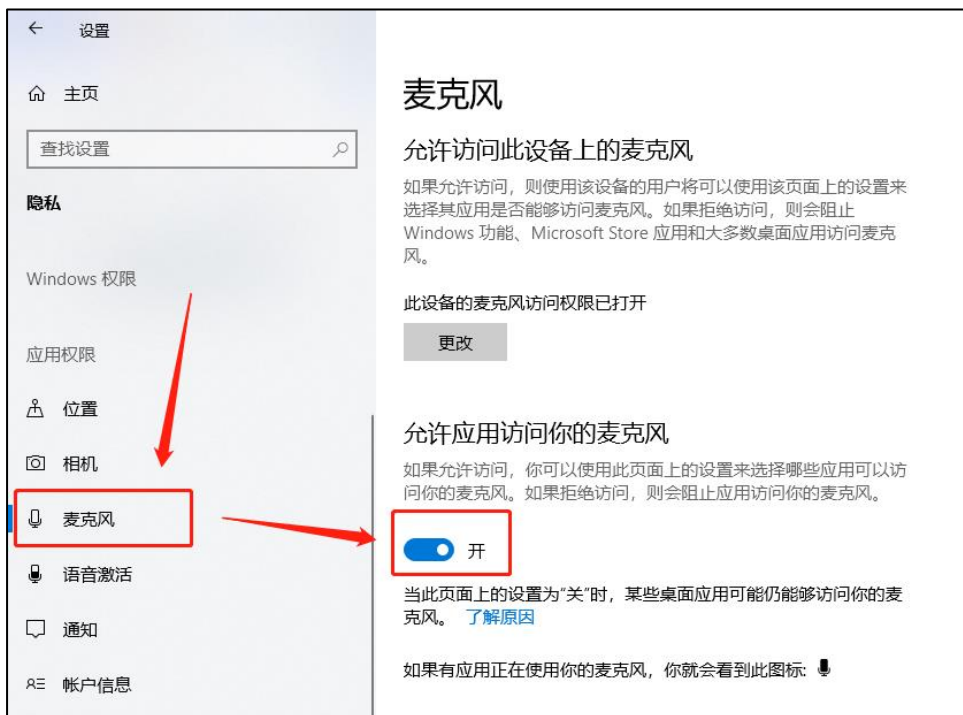 设置
主页
查找设置
隐私
Windows 权限
应用权限
位置
相机
麦克风
语音激活
通知
帐户信息
麦克风
允许访问此设备上的麦克风
如果允许访问，则使用该设备的用户将可以使用该页面上的设置来
选择其应用是否能够访问麦克风。如果拒绝访问，则会阻止
Windows 功能、Microsoft Store 应用和大多数桌面应用访问麦克
风。
此设备的麦克风访问权限已打开
更改
允许应用访问你的麦克风
如果允许访问，你可以使用此页面上的设置来选择哪些应用可以访
问你的麦克风。如果拒绝访问，则会阻止应用访问你的麦克风。
开
当此页面上的设置为“关”时，某些桌面应用可能仍能够访问你的麦
克风。 了解原因
如果有应用正在使用你的麦克风，你就会看到此图标: